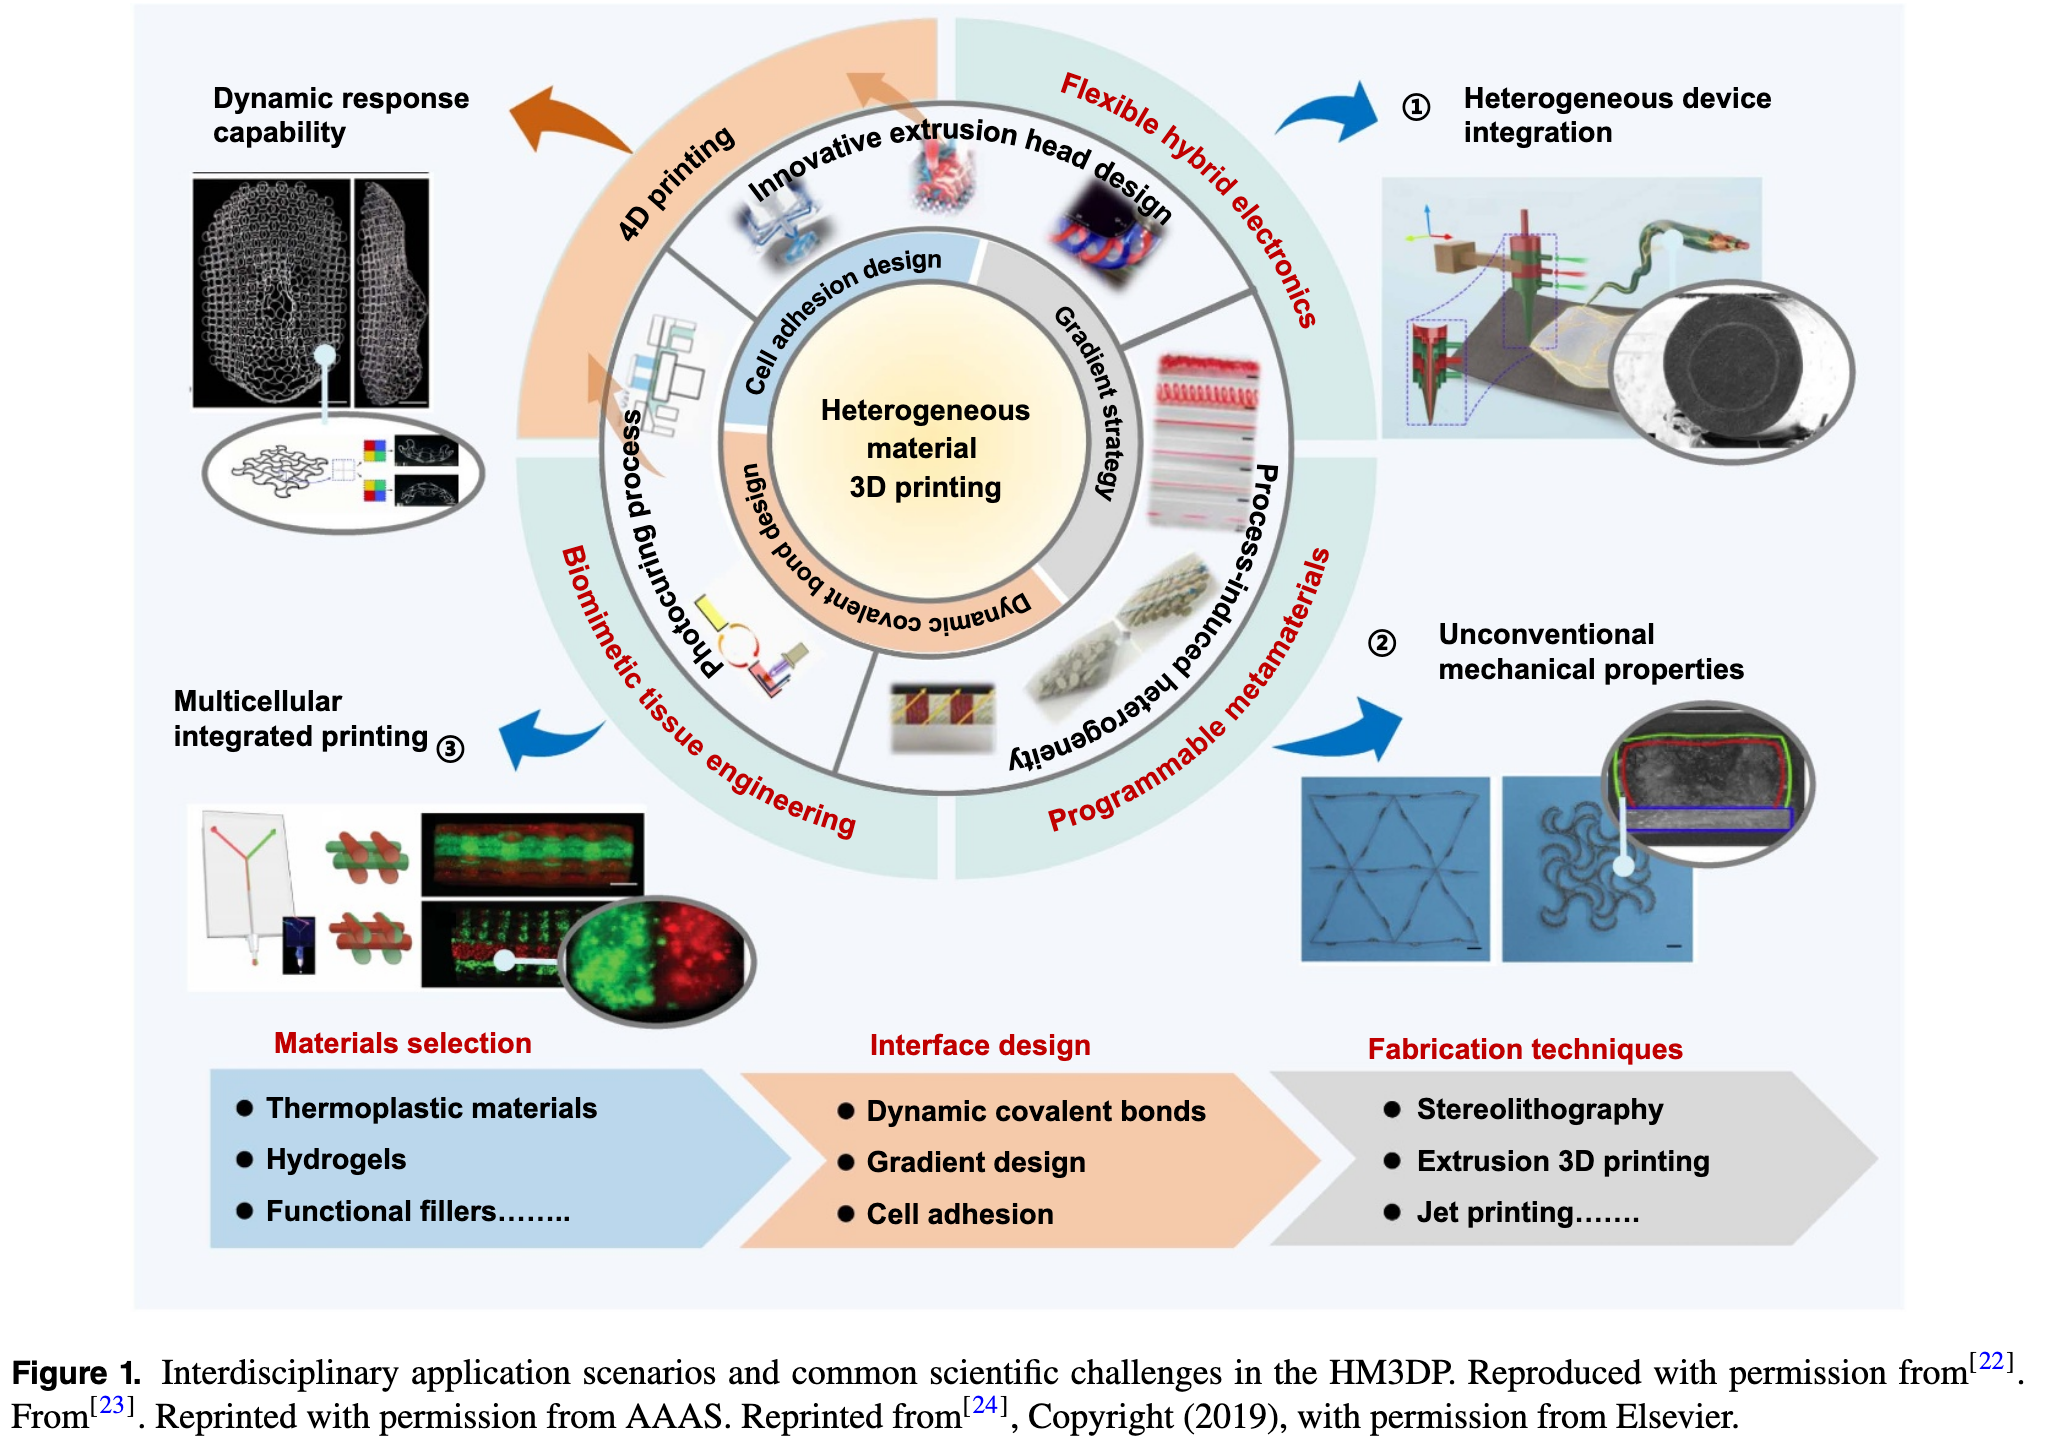 Dynamic response
capability
4D printing
Innovative extrusion head design
Flexible hybrid electronics
①
Heterogeneous device
integration
Cell adhesion design
Gradient strategy
Heterogeneous
material
3D printing
Dynamic covalent bond design
Photocuring process
Process-induced heterogeneity
Biomimetic tissue engineering
Programmable metamaterials
②
Unconventional
mechanical properties
Multicellular
integrated printing ③
Materials selection
Thermoplastic materials
Hydrogels
Functional fillers........
Interface design
Dynamic covalent bonds
Gradient design
Cell adhesion
Fabrication techniques
Stereolithography
Extrusion 3D printing
Jet printing.......
Figure 1. Interdisciplinary application scenarios and common scientific challenges in the HM3DP. Reproduced with permission from[22].
From[23]. Reprinted with permission from AAAS. Reprinted from[24], Copyright (2019), with permission from Elsevier.